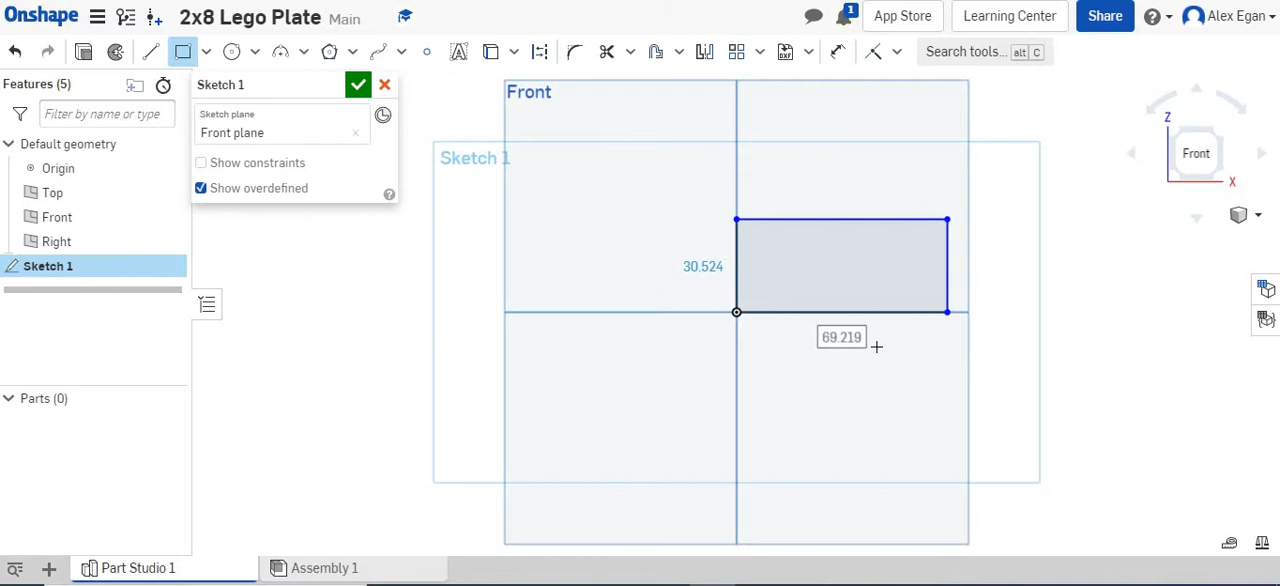 Onshape 2x8 Lego Plate Main 1 App Store Learning Center Share Alex Egan
Search tools... alt C
Features (5)
Filter by name or type
Default geometry
Origin
Top
Front
Right
Sketch 1
Parts (0)
Sketch 1
Sketch plane
Front plane
Show constraints
Show overdefined
Front
Sketch 1
30.524
69.219
Z
Front
X
Part Studio 1
Assembly 1